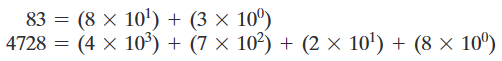 83 = (8 × 10¹) + (3 × 10⁰)
4728 = (4 × 10³) + (7 × 10²) + (2 × 10¹) + (8 × 10⁰)